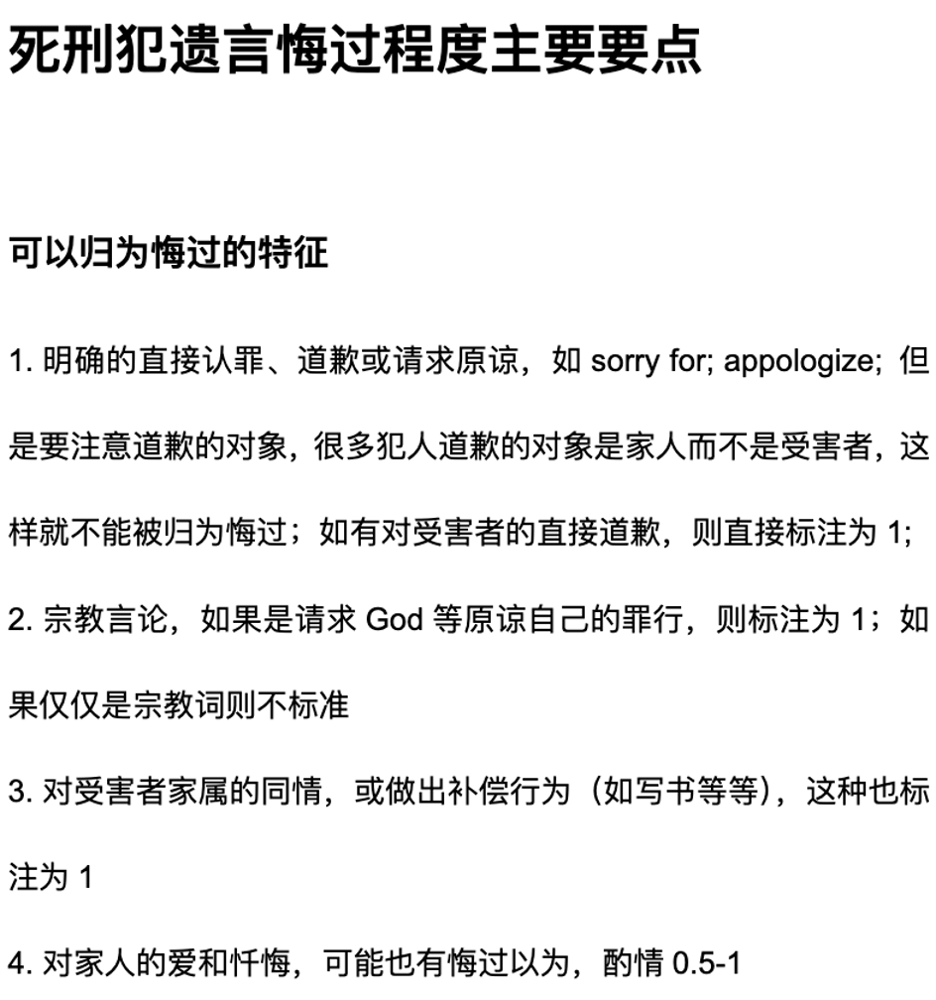 死刑犯遗言悔过程度主要要点
可以归为悔过的特征
1. 明确的直接认罪、道歉或请求原谅，如 sorry for; appologize; 但
是要注意道歉的对象，很多犯人道歉的对象是家人而不是受害者，这
样就不能被归为悔过；如有对受害者的直接道歉，则直接标注为 1;
2. 宗教言论，如果是请求 God 等原谅自己的罪行，则标注为 1；如
果仅仅是宗教词则不标准
3. 对受害者家属的同情，或做出补偿行为（如写书等等），这种也标
注为 1
4. 对家人的爱和忏悔，可能也有悔过以为，酌情 0.5-1